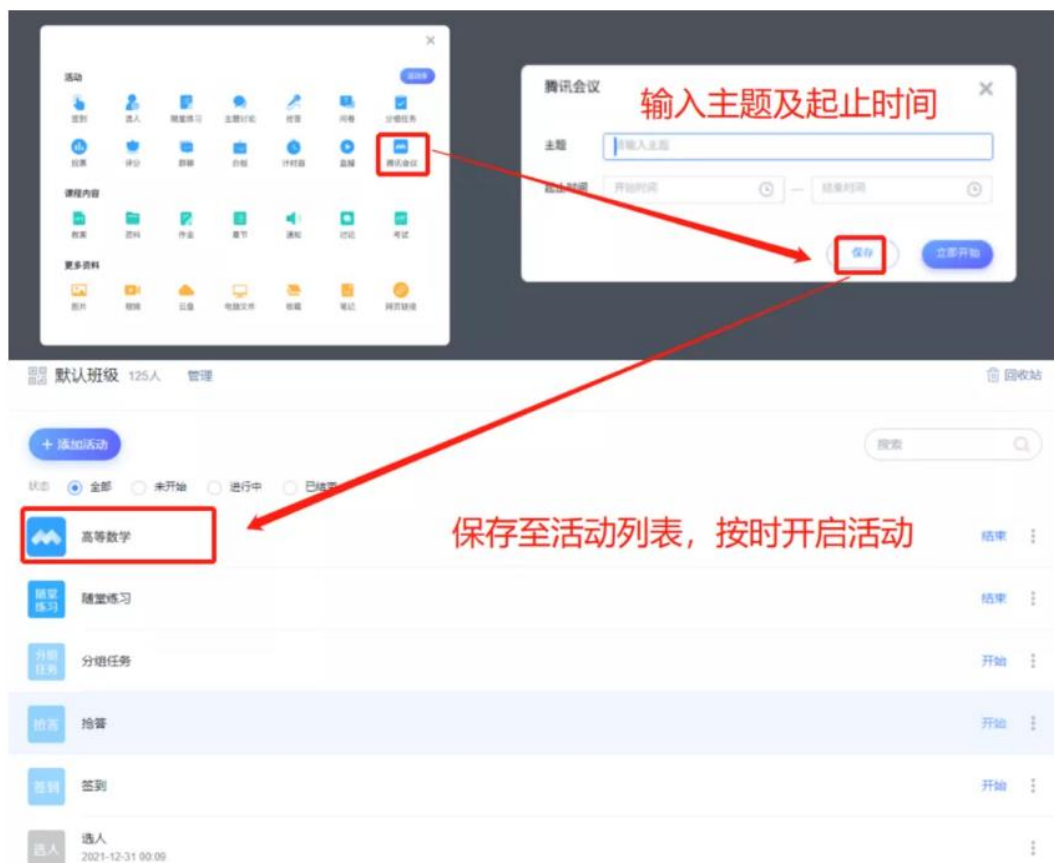 活动
活动库
签到 选人 随堂练习 主题讨论 抢答 问卷 分组任务
投票 评分 群聊 白板 计时器 直播 腾讯会议
课程内容
教案 资料 作业 章节 通知 讨论 考试
更多资料
图片 视频 云盘 电脑文件 收藏 笔记 网页链接
腾讯会议
输入主题及起止时间
主题 请输入主题
起止时间 开始时间 — 结束时间
保存 立即开始
默认班级 125人 管理 回收站
+ 添加活动 搜索
状态 全部 未开始 进行中 已结束
高等数学 结束
保存至活动列表，按时开启活动
随堂练习 随堂练习 结束
分组任务 分组任务 开始
抢答 抢答 开始
签到 签到 开始
选人 选人
2021-12-31 00:09